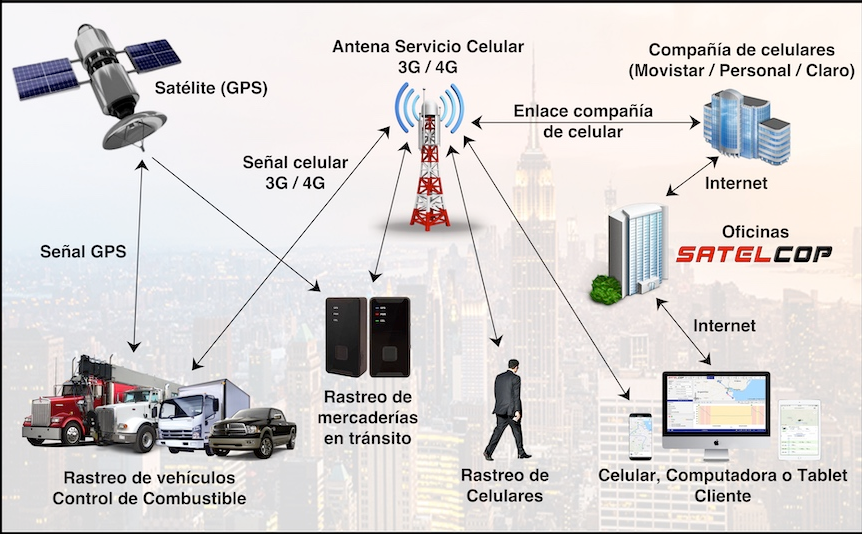 Antena Servicio Celular
3G / 4G
Compañía de celulares
(Movistar / Personal / Claro)
Satélite (GPS)
Enlace compañía
de celular
Señal celular
3G / 4G
Internet
Oficinas
SATELCOP
Señal GPS
Internet
Rastreo de
mercaderías
en tránsito
Rastreo de vehículos
Control de Combustible
Rastreo de
Celulares
Celular, Computadora o Tablet
Cliente